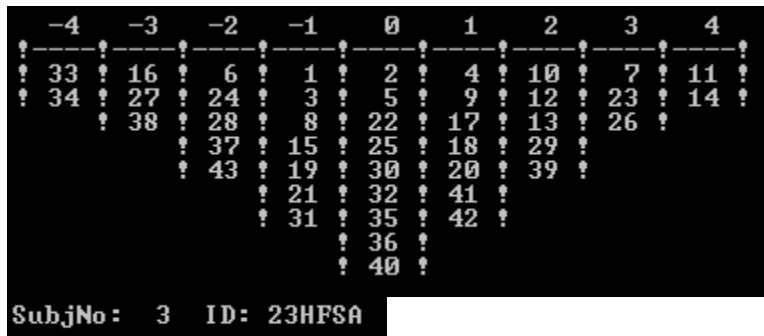 -4 -3 -2 -1 0 1 2 3 4
! 33 ! 16 ! 6 ! 1 ! 2 ! 4 ! 10 ! 7 ! 11 !
! 34 ! 27 ! 24 ! 3 ! 5 ! 9 ! 12 ! 23 ! 14 !
! 38 ! 28 ! 8 ! 22 ! 17 ! 13 ! 26 !
! 37 ! 15 ! 25 ! 18 ! 29 !
! 43 ! 19 ! 30 ! 20 ! 39 !
! 21 ! 32 ! 41 !
! 31 ! 35 ! 42 !
! 36 !
! 40 !
SubjNo: 3 ID: 23HFSA